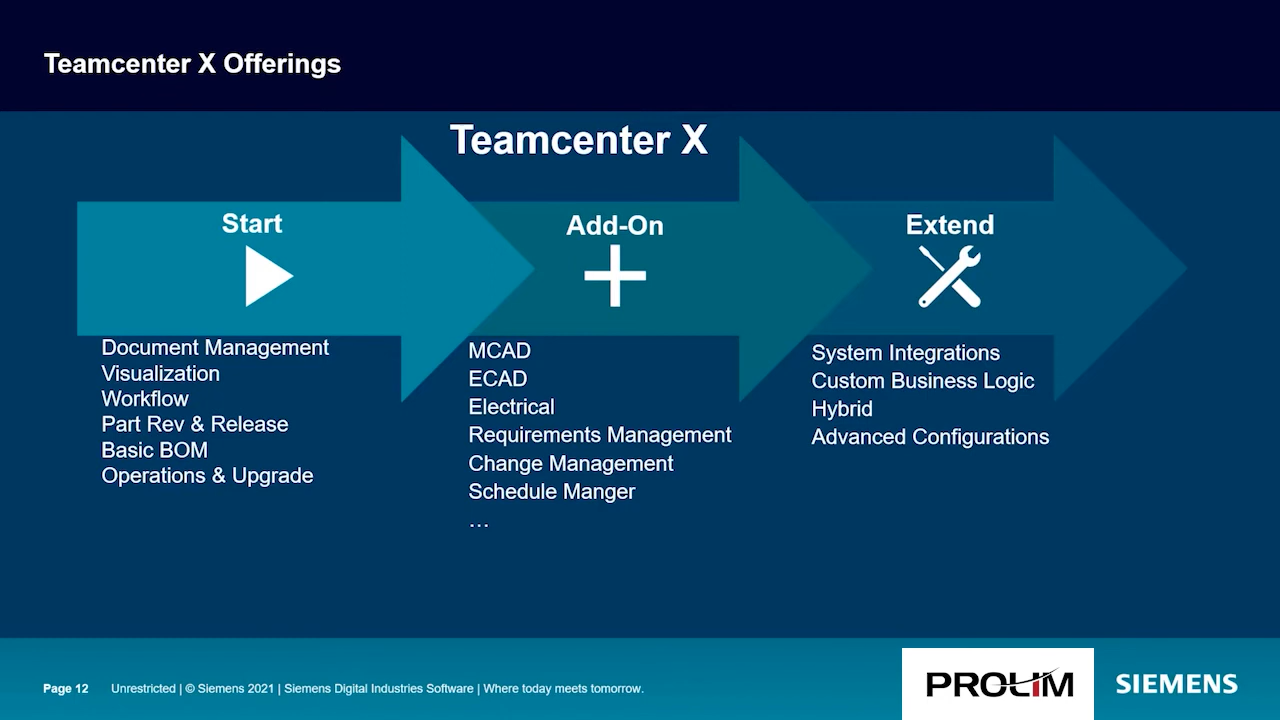 Teamcenter X Offerings
Teamcenter X
Start
Document Management
Visualization
Workflow
Part Rev & Release
Basic BOM
Operations & Upgrade
Add-On
MCAD
ECAD
Electrical
Requirements Management
Change Management
Schedule Manger
...
Extend
System Integrations
Custom Business Logic
Hybrid
Advanced Configurations
Page 12 Unrestricted | © Siemens 2021 | Siemens Digital Industries Software | Where today meets tomorrow.
PROLIM
SIEMENS